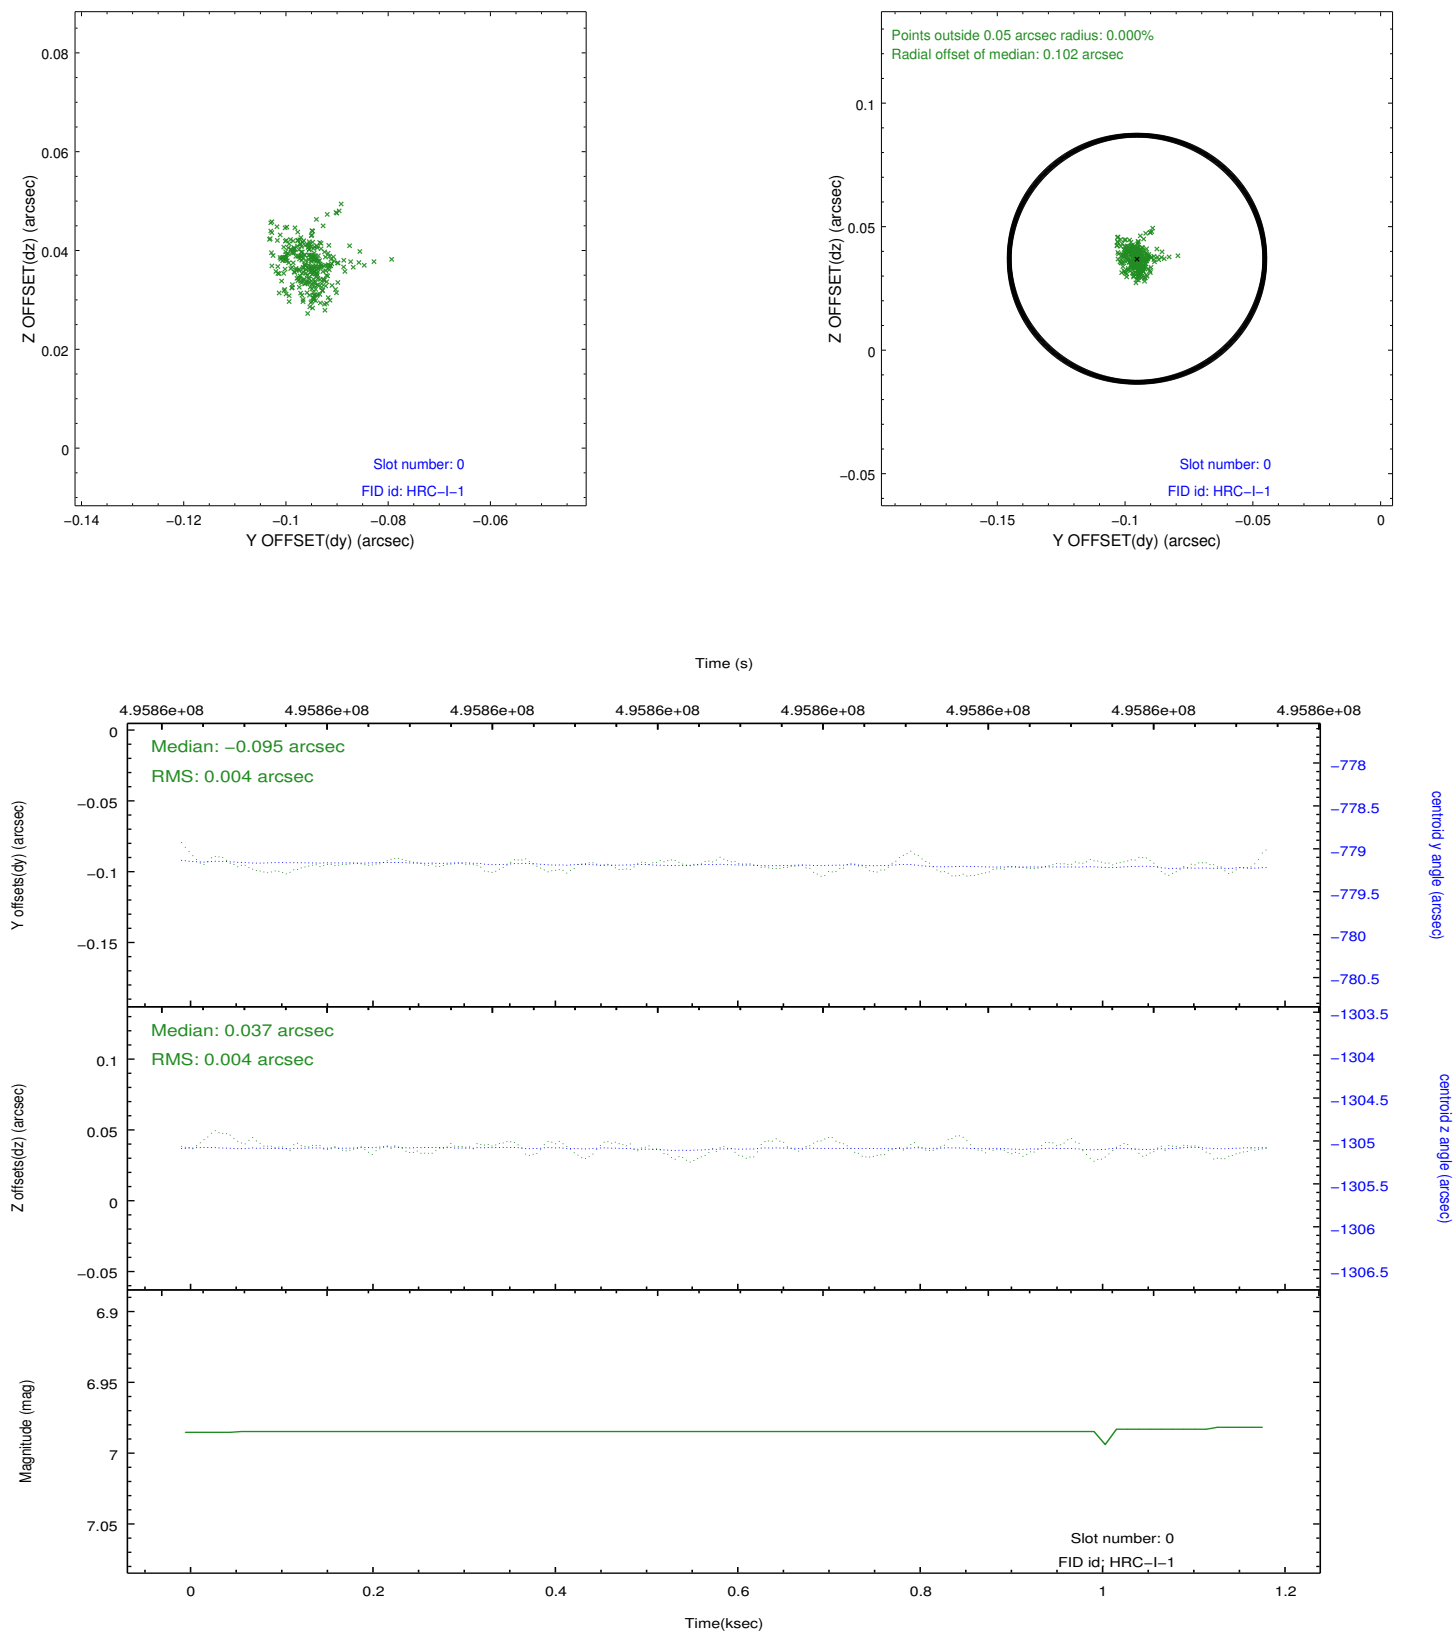 0.08
0.06
0.04
0.02
0
Z OFFSET(dz) (arcsec)
Slot number: 0
FID id: HRC−I−1
−0.14 −0.12 −0.1 −0.08 −0.06
Y OFFSET(dy) (arcsec)
Points outside 0.05 arcsec radius: 0.000%
Radial offset of median: 0.102 arcsec
0.1
0.05
0
−0.05
Z OFFSET(dz) (arcsec)
Slot number: 0
FID id: HRC−I−1
−0.15 −0.1 −0.05 0
Y OFFSET(dy) (arcsec)
Time (s)
4.9586e+08 4.9586e+08 4.9586e+08 4.9586e+08 4.9586e+08 4.9586e+08 4.9586e+08 4.9586e+08
Median: −0.095 arcsec
RMS: 0.004 arcsec
0
−0.05
−0.1
−0.15
Y offsets(dy) (arcsec)
−778
−778.5
−779
−779.5
−780
−780.5
centroid y angle (arcsec)
Median: 0.037 arcsec
RMS: 0.004 arcsec
0.1
0.05
0
−0.05
Z offsets(dz) (arcsec)
−1303.5
−1304
−1304.5
−1305
−1305.5
−1306
−1306.5
centroid z angle (arcsec)
6.9
6.95
7
7.05
Magnitude (mag)
Slot number: 0
FID id: HRC−I−1
0 0.2 0.4 0.6 0.8 1 1.2
Time(ksec)